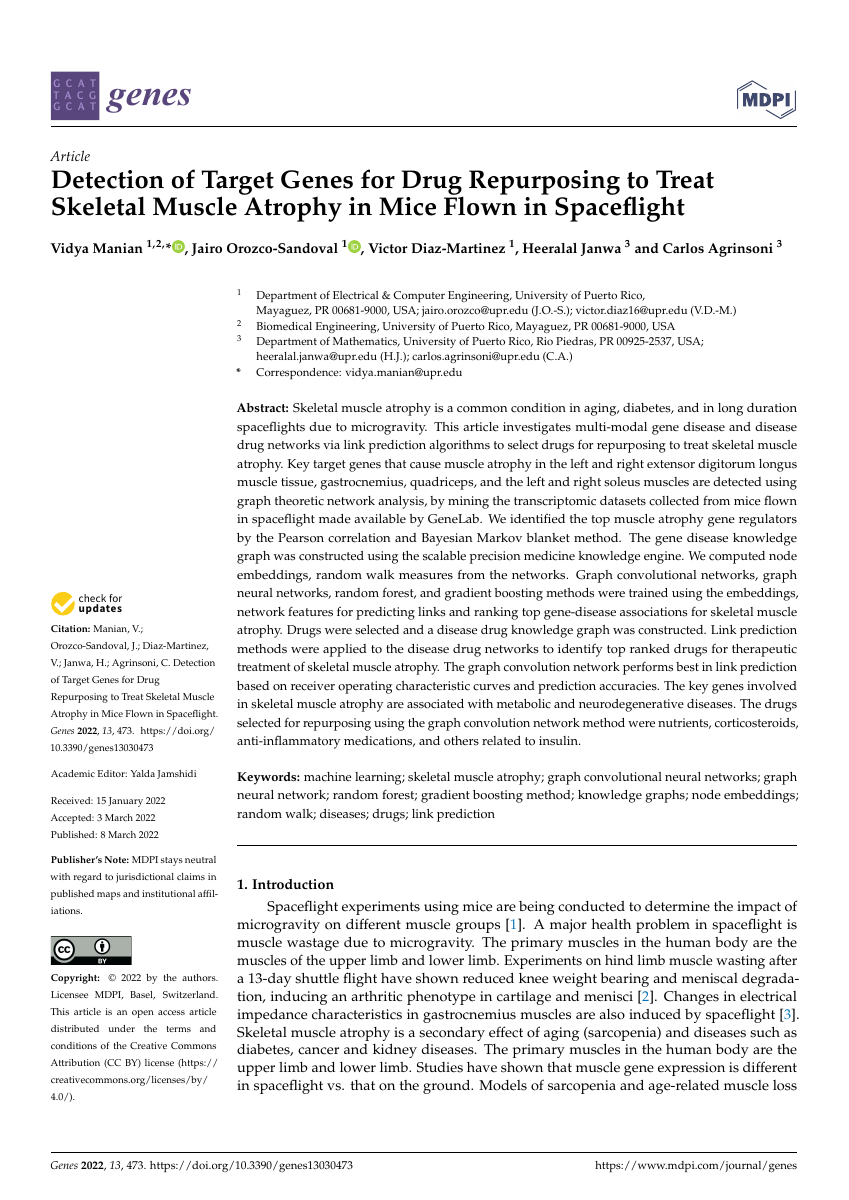 GCAT
TACG
GCAT
genes
MDPI
Article
Detection of Target Genes for Drug Repurposing to Treat
Skeletal Muscle Atrophy in Mice Flown in Spaceflight
Vidya Manian 1,2,*, Jairo Orozco-Sandoval 1, Victor Diaz-Martinez 1, Heeralal Janwa 3 and Carlos Agrinsoni 3
1 Department of Electrical & Computer Engineering, University of Puerto Rico,
Mayaguez, PR 00681-9000, USA; jairo.orozco@upr.edu (J.O.-S.); victor.diaz16@upr.edu (V.D.-M.)
2 Biomedical Engineering, University of Puerto Rico, Mayaguez, PR 00681-9000, USA
3 Department of Mathematics, University of Puerto Rico, Rio Piedras, PR 00925-2537, USA;
heeralal.janwa@upr.edu (H.J.); carlos.agrinsoni@upr.edu (C.A.)
* Correspondence: vidya.manian@upr.edu
Abstract: Skeletal muscle atrophy is a common condition in aging, diabetes, and in long duration
spaceflights due to microgravity. This article investigates multi-modal gene disease and disease
drug networks via link prediction algorithms to select drugs for repurposing to treat skeletal muscle
atrophy. Key target genes that cause muscle atrophy in the left and right extensor digitorum longus
muscle tissue, gastrocnemius, quadriceps, and the left and right soleus muscles are detected using
graph theoretic network analysis, by mining the transcriptomic datasets collected from mice flown
in spaceflight made available by GeneLab. We identified the top muscle atrophy gene regulators
by the Pearson correlation and Bayesian Markov blanket method. The gene disease knowledge
graph was constructed using the scalable precision medicine knowledge engine. We computed node
embeddings, random walk measures from the networks. Graph convolutional networks, graph
neural networks, random forest, and gradient boosting methods were trained using the embeddings,
network features for predicting links and ranking top gene-disease associations for skeletal muscle
atrophy. Drugs were selected and a disease drug knowledge graph was constructed. Link prediction
methods were applied to the disease drug networks to identify top ranked drugs for therapeutic
treatment of skeletal muscle atrophy. The graph convolution network performs best in link prediction
based on receiver operating characteristic curves and prediction accuracies. The key genes involved
in skeletal muscle atrophy are associated with metabolic and neurodegenerative diseases. The drugs
selected for repurposing using the graph convolution network method were nutrients, corticosteroids,
anti-inflammatory medications, and others related to insulin.
Keywords: machine learning; skeletal muscle atrophy; graph convolutional neural networks; graph
neural network; random forest; gradient boosting method; knowledge graphs; node embeddings;
random walk; diseases; drugs; link prediction
check for
updates
Citation: Manian, V.;
Orozco-Sandoval, J.; Diaz-Martinez,
V.; Janwa, H.; Agrinsoni, C. Detection
of Target Genes for Drug
Repurposing to Treat Skeletal Muscle
Atrophy in Mice Flown in Spaceflight.
Genes 2022, 13, 473. https://doi.org/
10.3390/genes13030473
Academic Editor: Yalda Jamshidi
Received: 15 January 2022
Accepted: 3 March 2022
Published: 8 March 2022
Publisher's Note: MDPI stays neutral
with regard to jurisdictional claims in
published maps and institutional affil-
iations.
cc
BY
Copyright: © 2022 by the authors.
Licensee MDPI, Basel, Switzerland.
This article is an open access article
distributed under the terms and
conditions of the Creative Commons
Attribution (CC BY) license (https://
creativecommons.org/licenses/by/
4.0/).
1. Introduction
Spaceflight experiments using mice are being conducted to determine the impact of
microgravity on different muscle groups [1]. A major health problem in spaceflight is
muscle wastage due to microgravity. The primary muscles in the human body are the
muscles of the upper limb and lower limb. Experiments on hind limb muscle wasting after
a 13-day shuttle flight have shown reduced knee weight bearing and meniscal degrada-
tion, inducing an arthritic phenotype in cartilage and menisci [2]. Changes in electrical
impedance characteristics in gastrocnemius muscles are also induced by spaceflight [3].
Skeletal muscle atrophy is a secondary effect of aging (sarcopenia) and diseases such as
diabetes, cancer and kidney diseases. The primary muscles in the human body are the
upper limb and lower limb. Studies have shown that muscle gene expression is different
in spaceflight vs. that on the ground. Models of sarcopenia and age-related muscle loss
Genes 2022, 13, 473. https://doi.org/10.3390/genes13030473
https://www.mdpi.com/journal/genes